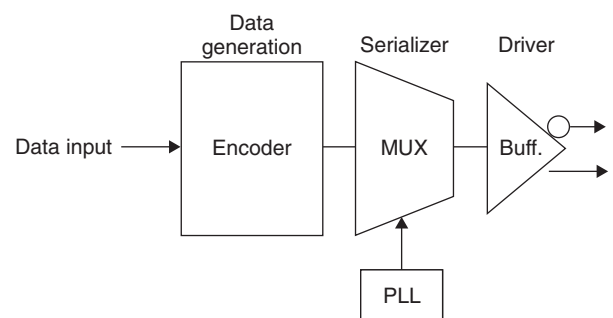 Data
generation
Serializer
Driver
Data input
Encoder
MUX
Buff.
PLL